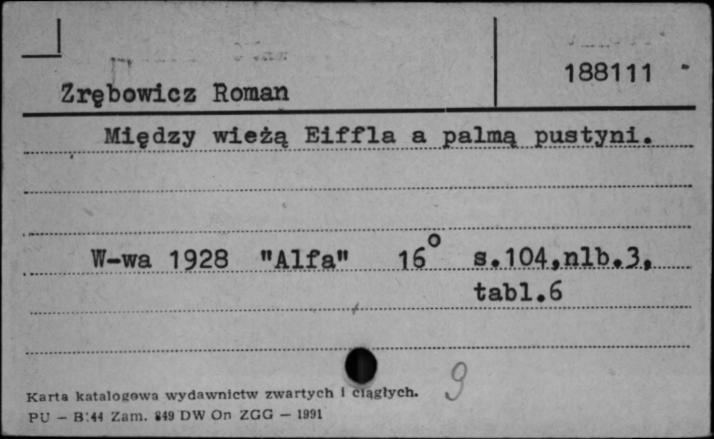 188111
Zrębowicz Roman
Między wieżą Eiffla a palmą pustyni.
W-wa 1928 "Alfa" 16° s.104,nlb.3,
tabl.6
9
Karta katalogowa wydawnictw zwartych i ciągłych.
PU — B.44 Zam. 849 DW On ZGG — 1991